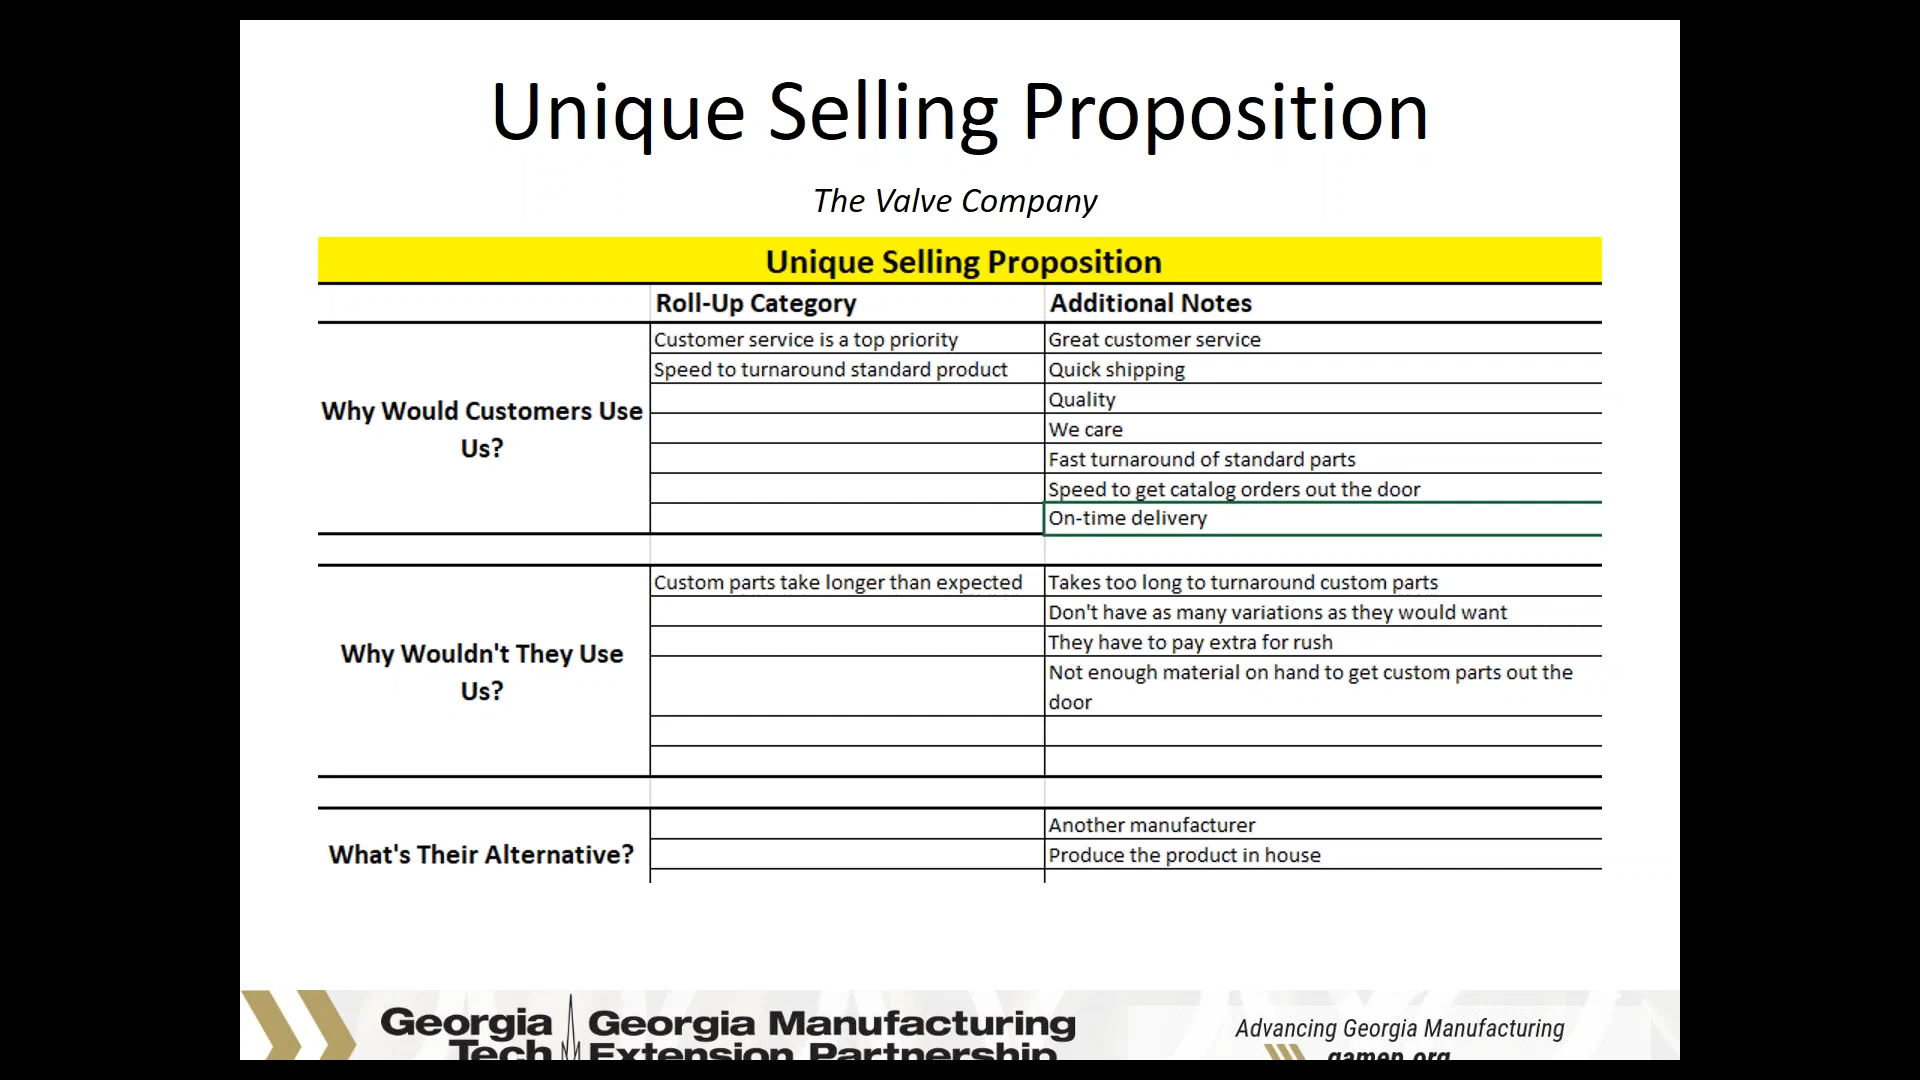 Unique Selling Proposition
The Valve Company
Unique Selling Proposition
Roll-Up Category
Additional Notes
Why Would Customers Use
Us?
Customer service is a top priority
Great customer service
Speed to turnaround standard product
Quick shipping
Quality
We care
Fast turnaround of standard parts
Speed to get catalog orders out the door
On-time delivery
Why Wouldn't They Use
Us?
Custom parts take longer than expected
Takes too long to turnaround custom parts
Don't have as many variations as they would want
They have to pay extra for rush
Not enough material on hand to get custom parts out the
door
What's Their Alternative?
Another manufacturer
Produce the product in house
Georgia
Tech
Georgia Manufacturing
Extension Partnership
Advancing Georgia Manufacturing
gamep.org